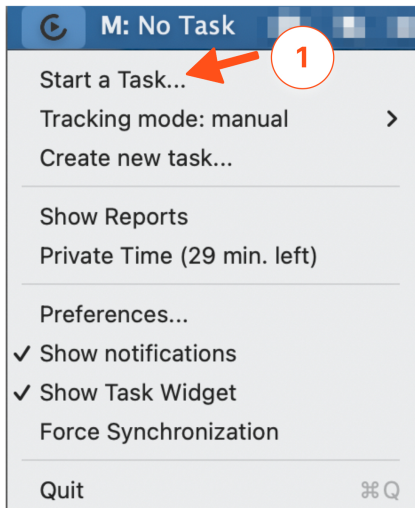 M: No Task
1
Start a Task...
Tracking mode: manual
Create new task...
Show Reports
Private Time (29 min. left)
Preferences...
✓ Show notifications
✓ Show Task Widget
Force Synchronization
Quit ⌘Q